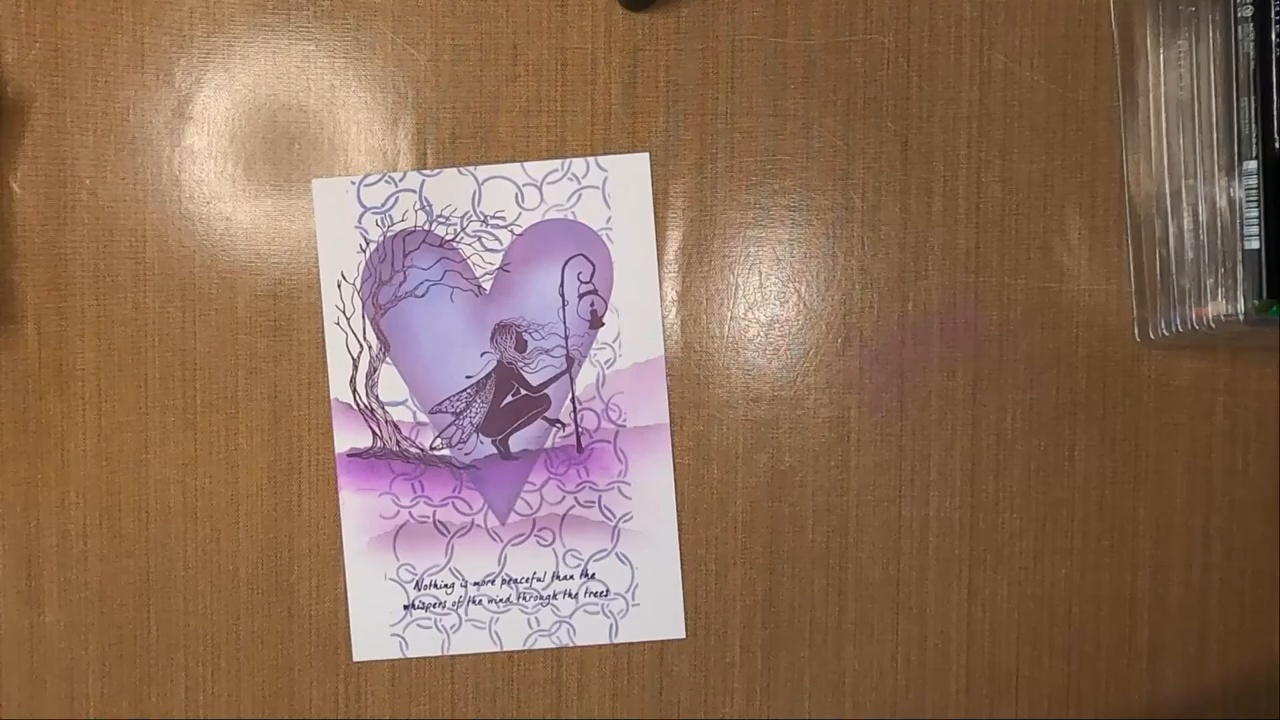 Nothing is more peaceful than the
whispers of the wind through the trees